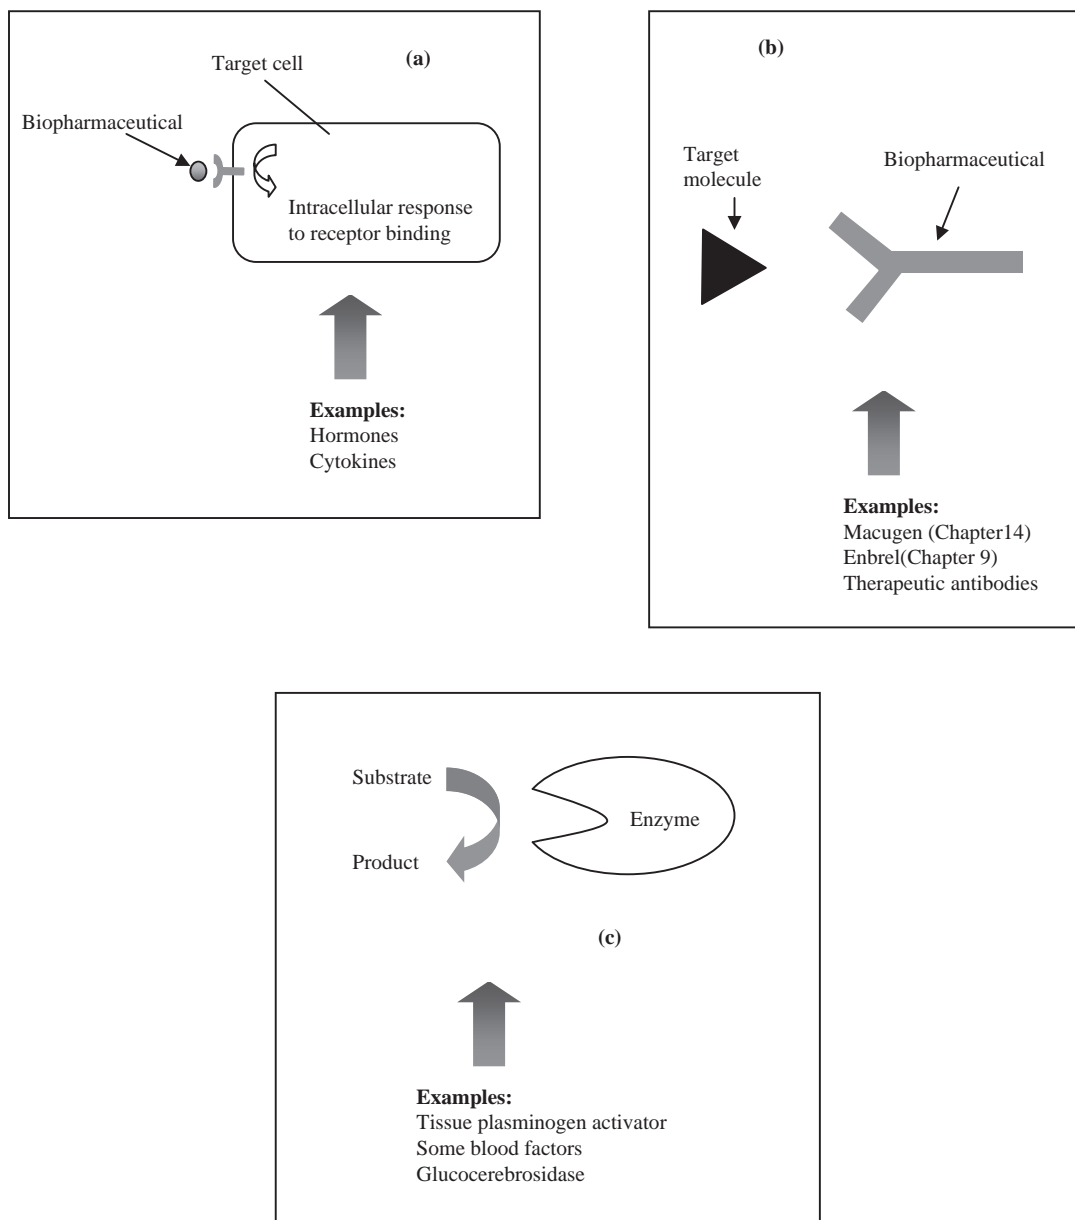 (a)
Target cell
Biopharmaceutical
Intracellular response
to receptor binding
Examples:
Hormones
Cytokines
(b)
Target
molecule
Biopharmaceutical
Examples:
Macugen (Chapter14)
Enbrel(Chapter 9)
Therapeutic antibodies
Substrate
Enzyme
Product
(c)
Examples:
Tissue plasminogen activator
Some blood factors
Glucocerebrosidase